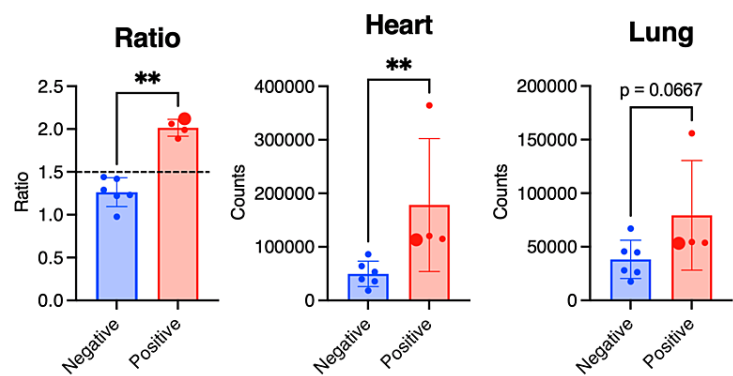 Ratio
**
2.5
2.0
1.5
1.0
0.5
0.0
Ratio
Negative
Positive
Heart
**
400000
300000
200000
100000
0
Counts
Negative
Positive
Lung
p = 0.0667
200000
150000
100000
50000
0
Counts
Negative
Positive